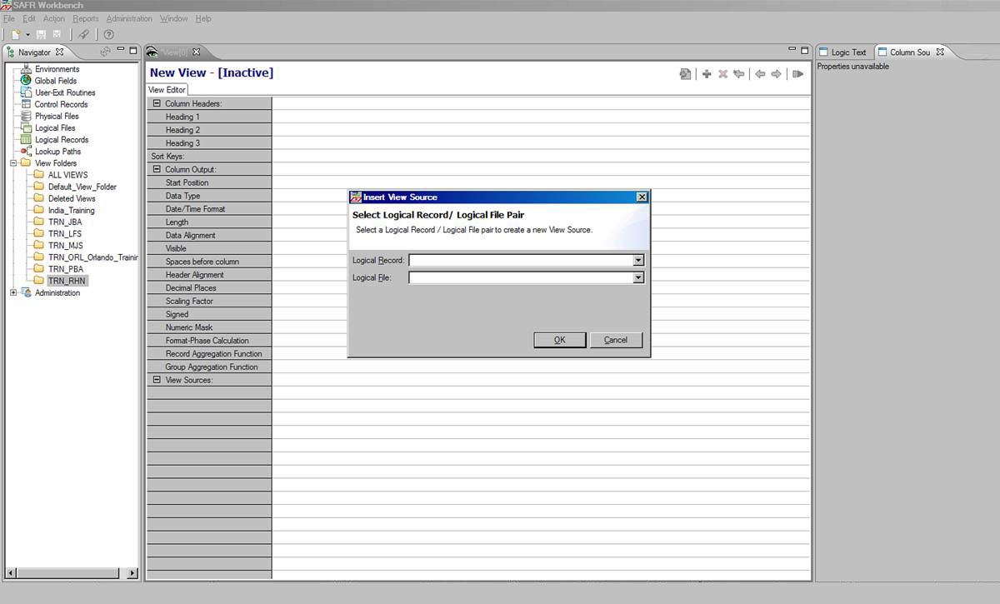 SAFR Workbench
File Edit Action Reports Administration Window Help
Navigator
Environments
Global Fields
User-Exit Routines
Control Records
Physical Files
Logical Files
Logical Records
Lookup Paths
View Folders
ALL VIEWS
Default_View_Folder
Deleted Views
India_Training
TRN_JBA
TRN_LFS
TRN_MJS
TRN_ORL_Orlando_Trainir
TRN_PBA
TRN_RHN
Administration
*View[0]
New View - [Inactive]
View Editor
Column Headers:
Heading 1
Heading 2
Heading 3
Sort Keys:
Column Output:
Start Position
Data Type
Date/Time Format
Length
Data Alignment
Visible
Spaces before column
Header Alignment
Decimal Places
Scaling Factor
Signed
Numeric Mask
Format-Phase Calculation
Record Aggregation Function
Group Aggregation Function
View Sources:
Insert View Source
Select Logical Record/ Logical File Pair
Select a Logical Record / Logical File pair to create a new View Source.
Logical Record:
Logical File:
OK Cancel
Logic Text Column Sou
Properties unavailable